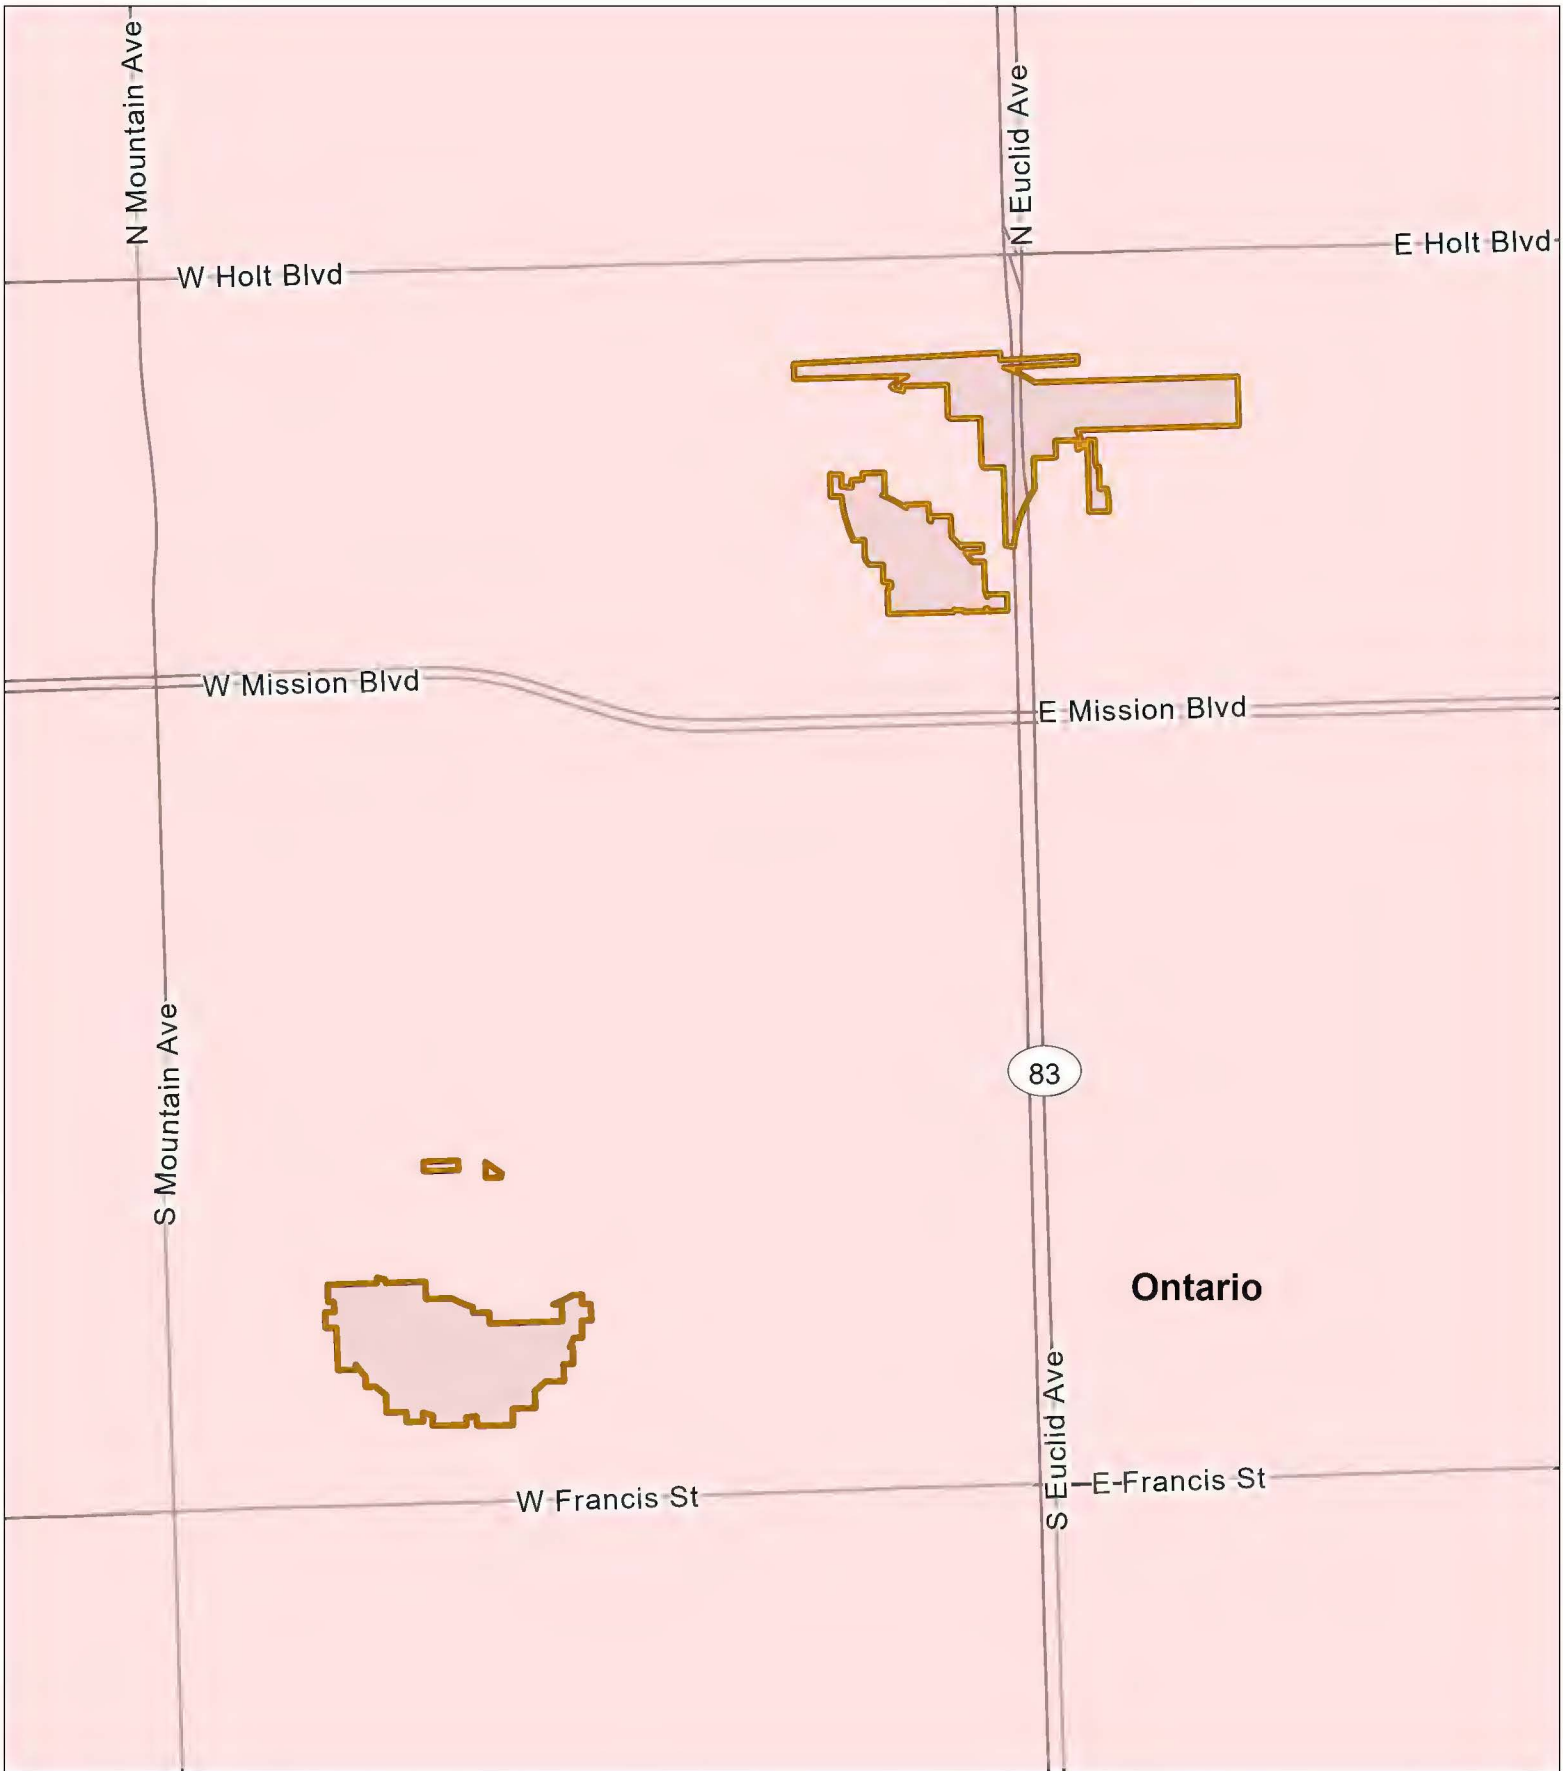 N Mountain Ave
N Euclid Ave
E Holt Blvd
W Holt Blvd
W Mission Blvd
E Mission Blvd
S Mountain Ave
83
Ontario
S Euclid Ave
E Francis St
W Francis St